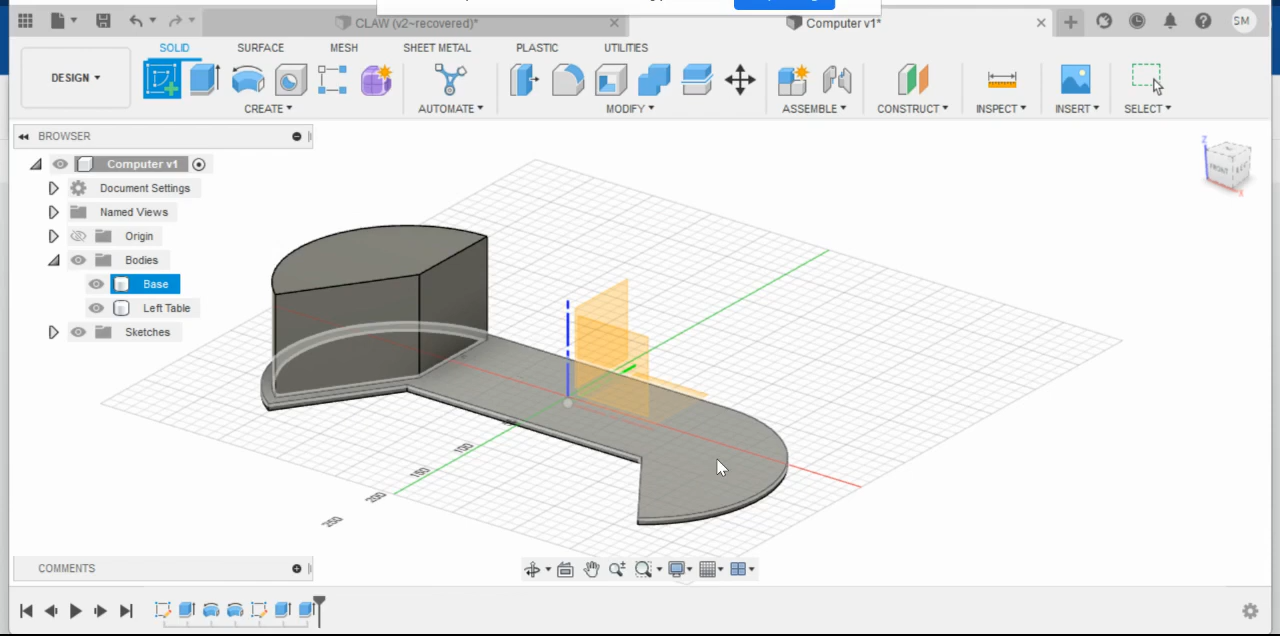 CLAW (v2~recovered)*
Computer v1*
SM
SOLID SURFACE MESH SHEET METAL PLASTIC UTILITIES
DESIGN
CREATE AUTOMATE MODIFY ASSEMBLE CONSTRUCT INSPECT INSERT SELECT
BROWSER
Computer v1
Document Settings
Named Views
Origin
Bodies
Base
Left Table
Sketches
Z
FRONT
X
100
150
200
250
COMMENTS